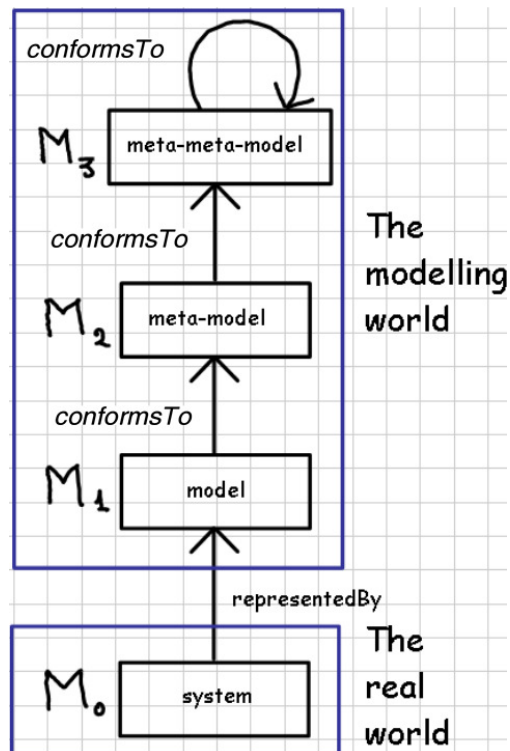 conformsTo
M3
meta-meta-model
conformsTo
The
modelling
world
M2
meta-model
conformsTo
M1
model
representedBy
The
real
world
M0
system